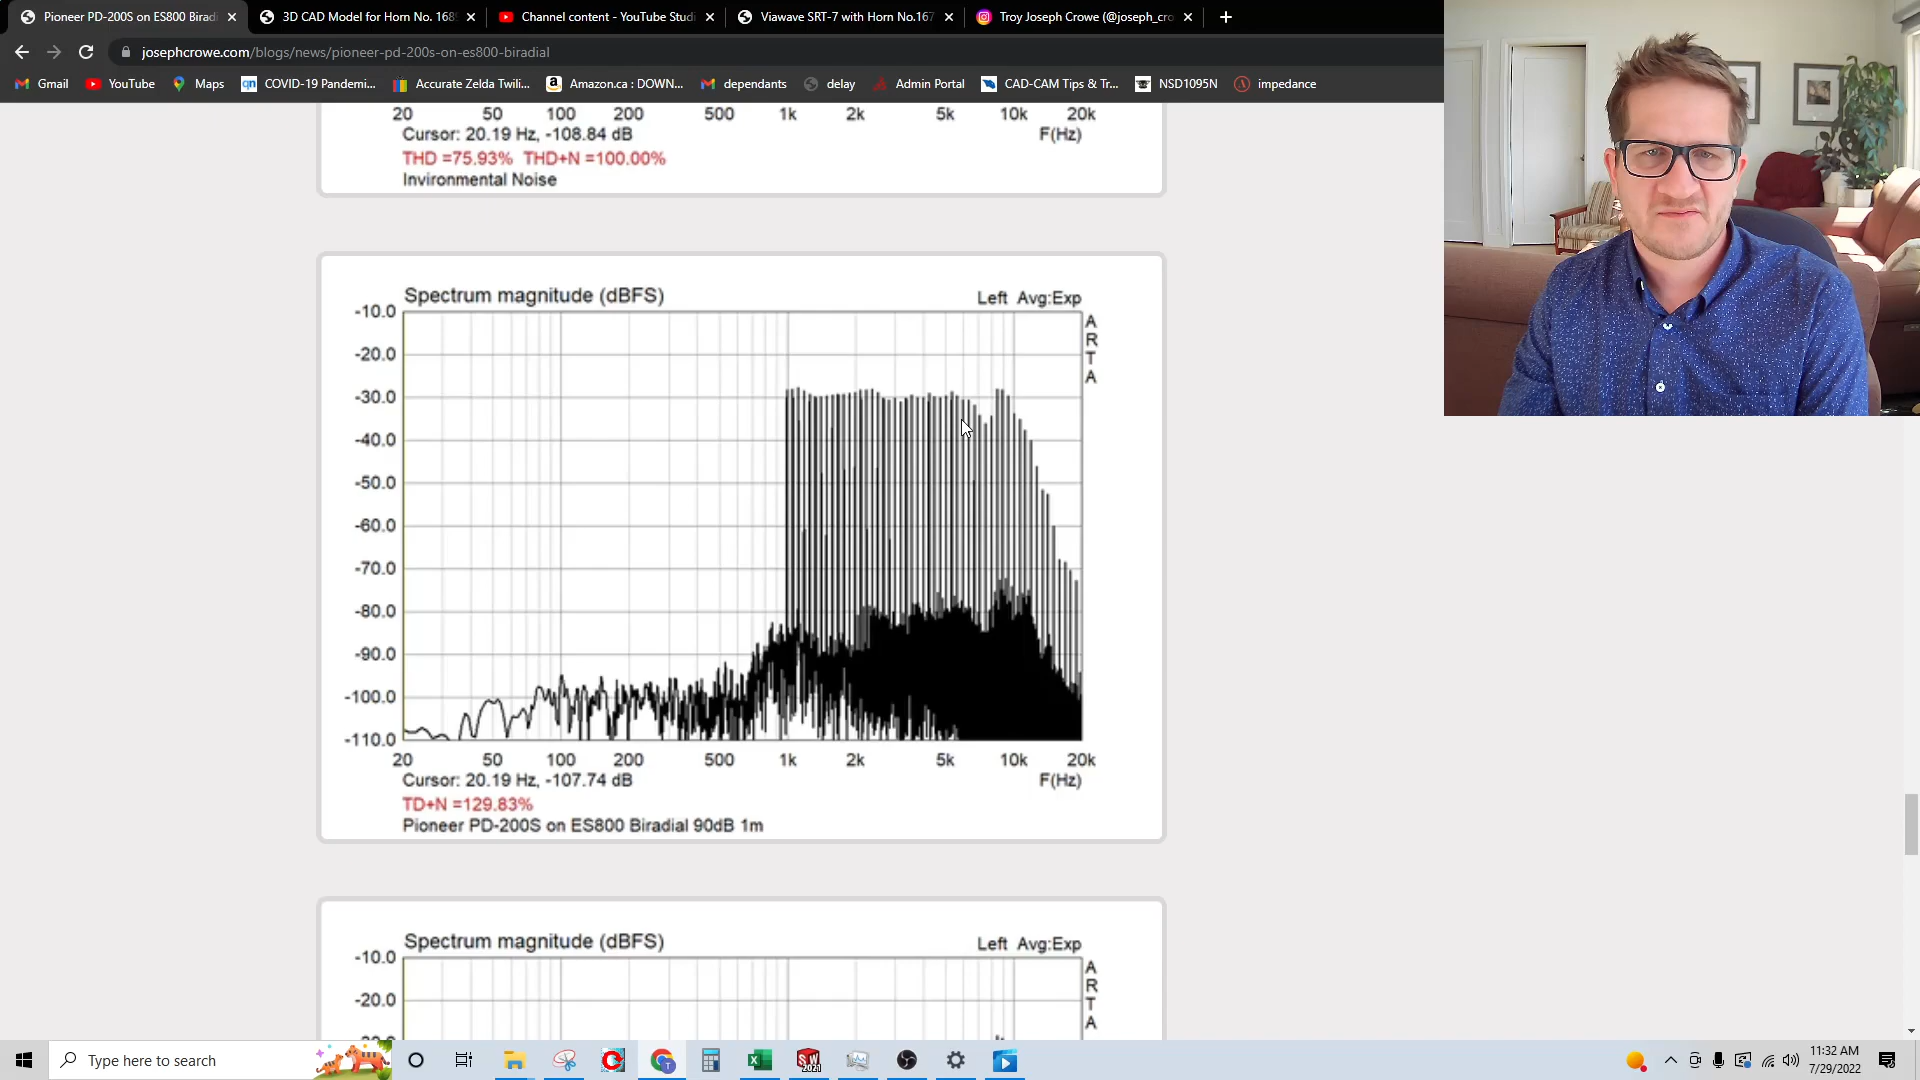 Pioneer PD-200S on ES800 Biradi
3D CAD Model for Horn No. 168
Channel content - YouTube Studi
Viawave SRT-7 with Horn No.167
Troy Joseph Crowe (@joseph_cro
josephcrowe.com/blogs/news/pioneer-pd-200s-on-es800-biradial
Gmail
YouTube
Maps
COVID-19 Pandemi...
Accurate Zelda Twili...
Amazon.ca : DOWN...
dependants
delay
Admin Portal
CAD-CAM Tips & Tr...
NSD1095N
impedance
20 50 100 200 500 1k 2k 5k 10k 20k
Cursor: 20.19 Hz, -108.84 dB F(Hz)
THD =75.93% THD+N =100.00%
Invironmental Noise
Spectrum magnitude (dBFS) Left Avg:Exp
-10.0
-20.0
-30.0
-40.0
-50.0
-60.0
-70.0
-80.0
-90.0
-100.0
-110.0
A
R
T
A
20 50 100 200 500 1k 2k 5k 10k 20k
Cursor: 20.19 Hz, -107.74 dB F(Hz)
TD+N =129.83%
Pioneer PD-200S on ES800 Biradial 90dB 1m
Spectrum magnitude (dBFS) Left Avg:Exp
-10.0
-20.0
A
R
T
A
Type here to search
11:32 AM
7/29/2022